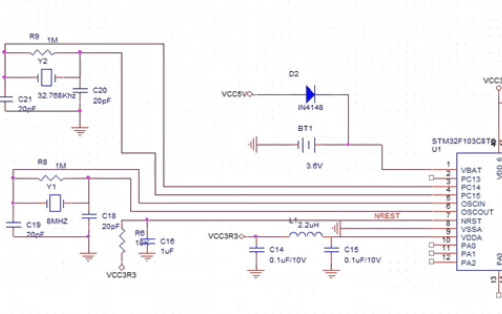 R9 1M
Y2
32.768Khz
C20
20pF
C21
20pF
D2
VCC5V
IN4148
BT1
3.6V
STM32F103C8T6
U1
VCC3
R8 1M
Y1
8MHZ
C18
20pF
C19
20pF
R6
10K
C16
1uF
VCC3R3
NREST
VCC3R3
L1
2.2uH
C14
0.1uF/10V
C15
0.1uF/10V
1 VBAT
2 PC13
3 PC14
4 PC15
5 OSCIN
6 OSCOUT
7 NRST
8 VSSA
9 VDDA
10 PA0
11 PA1
12 PA2
13